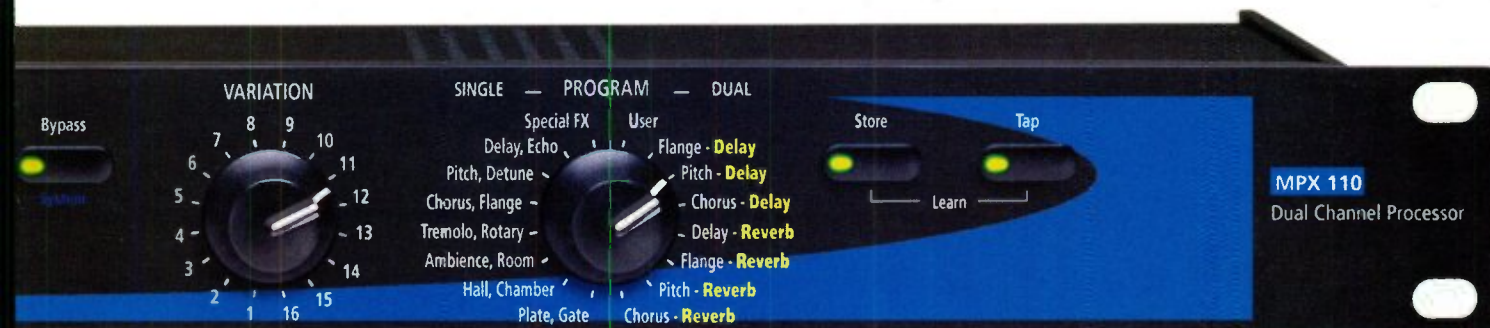 Bypass
system
VARIATION
1
2
3
4
5
6
7
8
9
10
11
12
13
14
15
16
SINGLE — PROGRAM — DUAL
Special FX
Delay, Echo
Pitch, Detune
Chorus, Flange
Tremolo, Rotary
Ambience, Room
Hall, Chamber
Plate, Gate
User
Flange - Delay
Pitch - Delay
Chorus - Delay
Delay - Reverb
Flange - Reverb
Pitch - Reverb
Chorus - Reverb
Store
Tap
Learn
MPX 110
Dual Channel Processor